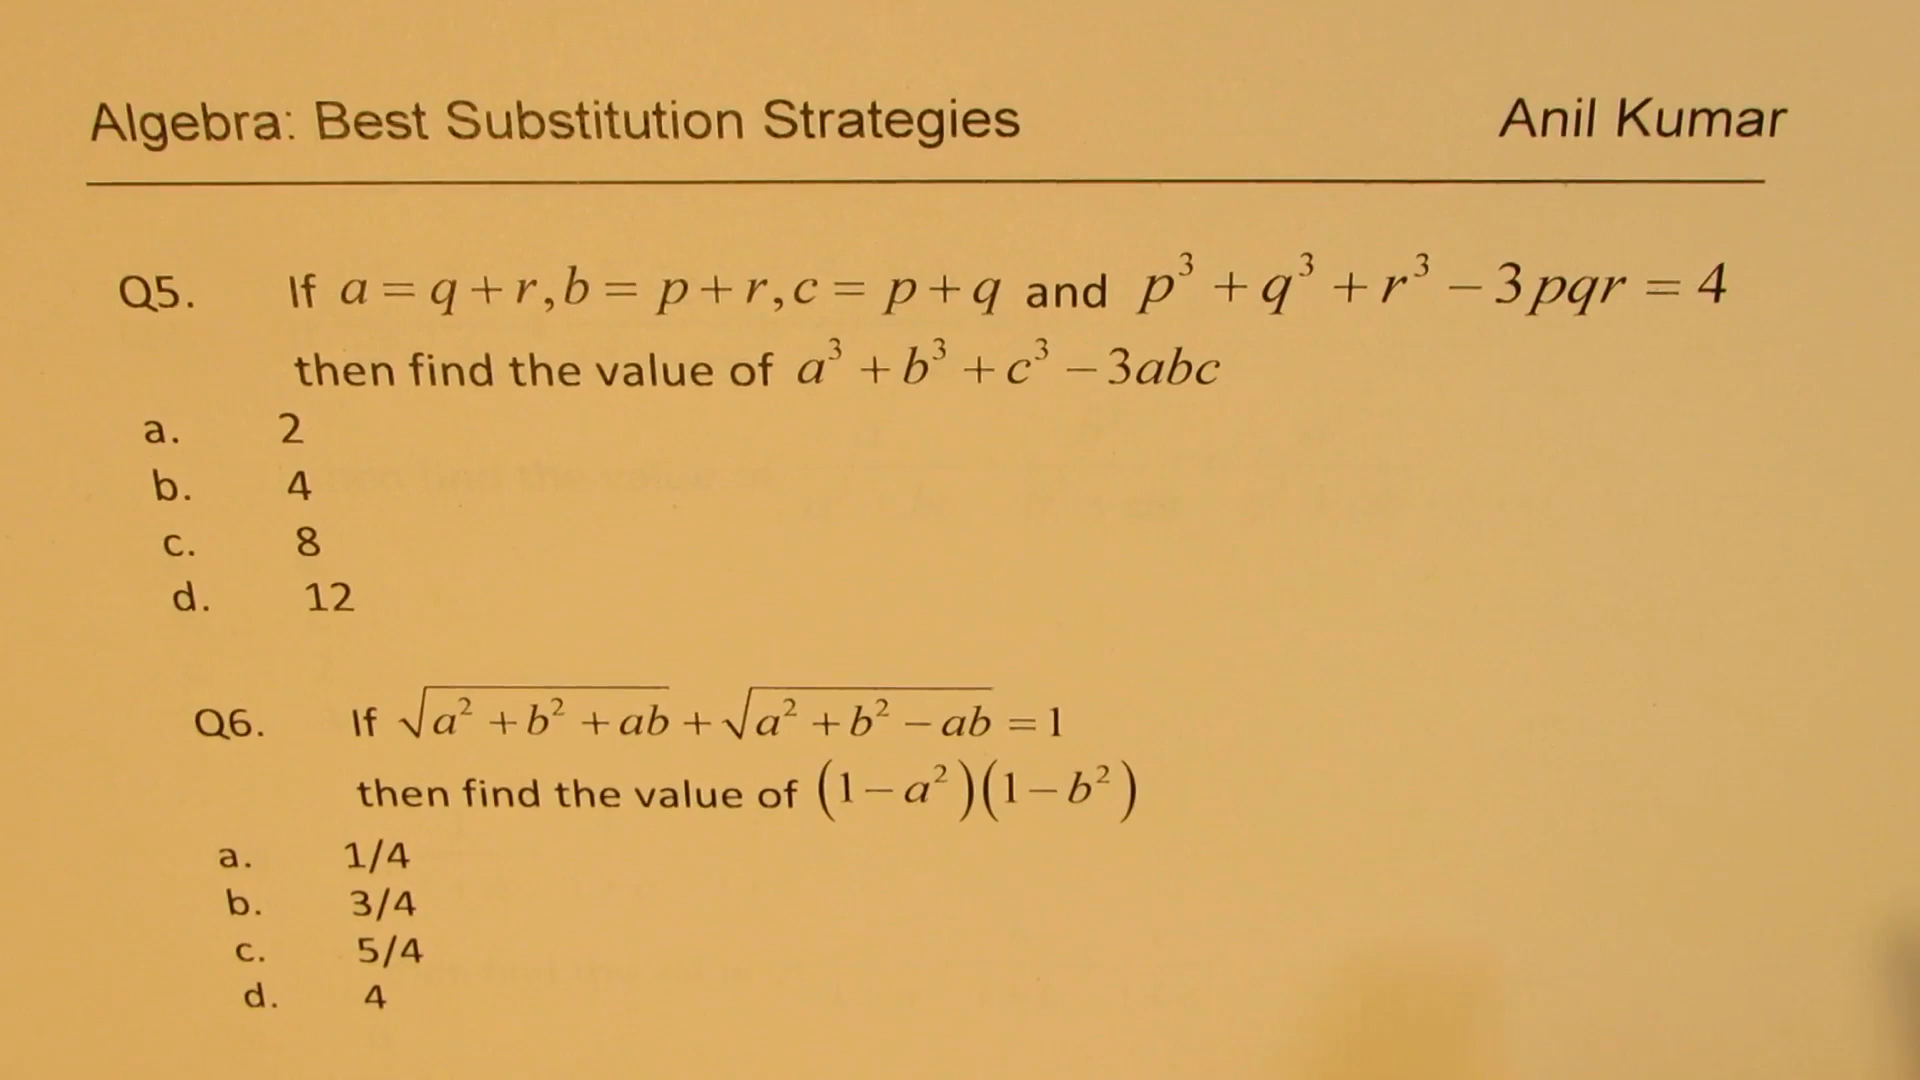 Algebra: Best Substitution Strategies Anil Kumar
Q5. If a = q + r, b = p + r, c = p + q and p³ + q³ + r³ − 3pqr = 4
then find the value of a³ + b³ + c³ − 3abc
a. 2
b. 4
c. 8
d. 12
Q6. If √(a² + b² + ab) + √(a² + b² − ab) = 1
then find the value of (1 − a²)(1 − b²)
a. 1/4
b. 3/4
c. 5/4
d. 4